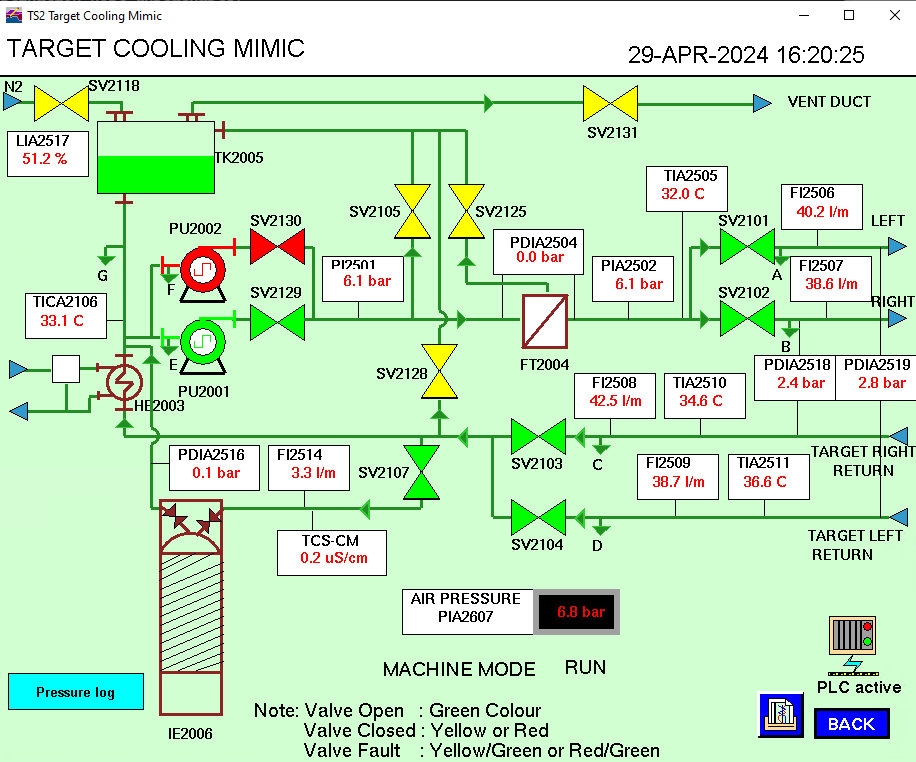 TS2 Target Cooling Mimic
TARGET COOLING MIMIC
29-APR-2024 16:20:25
N2
SV2118
LIA2517
51.2 %
TK2005
SV2131
VENT DUCT
TIA2505
32.0 C
FI2506
40.2 l/m
LEFT
SV2105
SV2125
SV2101
PU2002
SV2130
PDIA2504
0.0 bar
A
G
F
PI2501
6.1 bar
PIA2502
6.1 bar
FI2507
38.6 l/m
TICA2106
33.1 C
SV2129
SV2102
RIGHT
E
B
FT2004
PU2001
SV2128
PDIA2518
2.4 bar
PDIA2519
2.8 bar
HE2003
FI2508
42.5 l/m
TIA2510
34.6 C
PDIA2516
0.1 bar
FI2514
3.3 l/m
SV2107
SV2103
C
TARGET RIGHT
RETURN
FI2509
38.7 l/m
TIA2511
36.6 C
TCS-CM
0.2 uS/cm
SV2104
D
TARGET LEFT
RETURN
AIR PRESSURE
PIA2607
6.8 bar
MACHINE MODE
RUN
Pressure log
PLC active
BACK
IE2006
Note: Valve Open : Green Colour
Valve Closed : Yellow or Red
Valve Fault : Yellow/Green or Red/Green